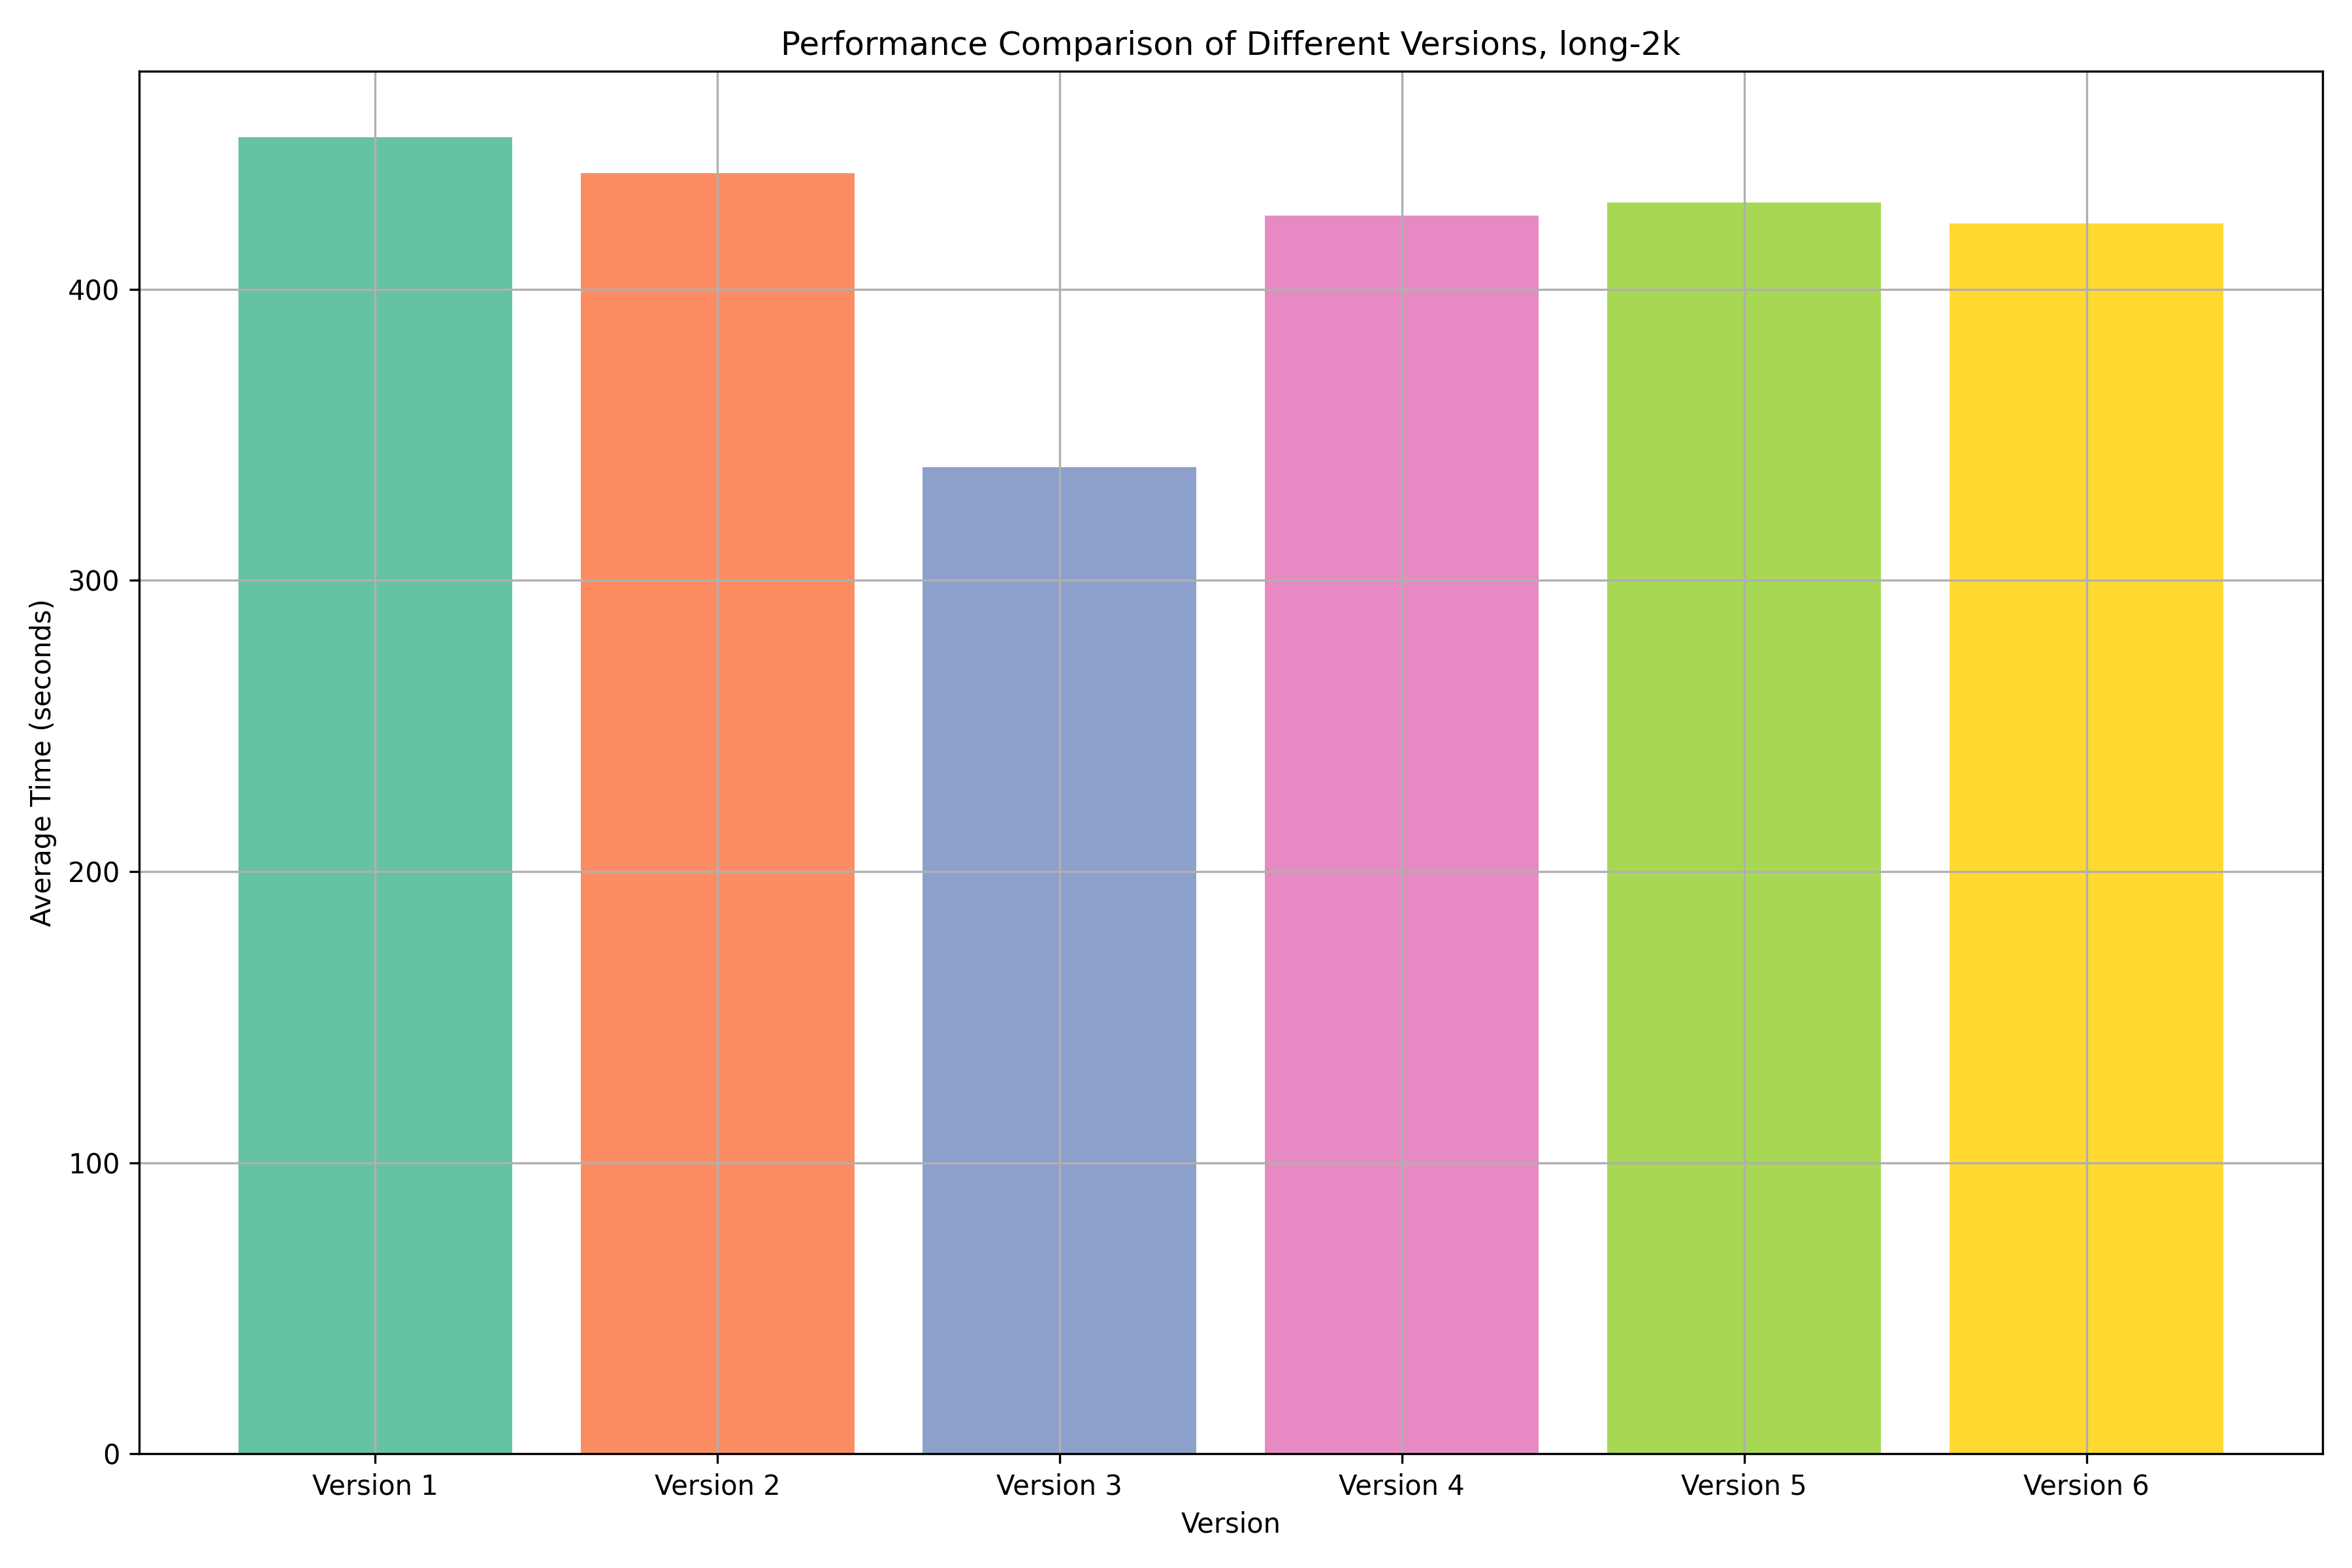 Performance Comparison of Different Versions, long-2k
Average Time (seconds)
400
300
200
100
0
Version 1
Version 2
Version 3
Version 4
Version 5
Version 6
Version